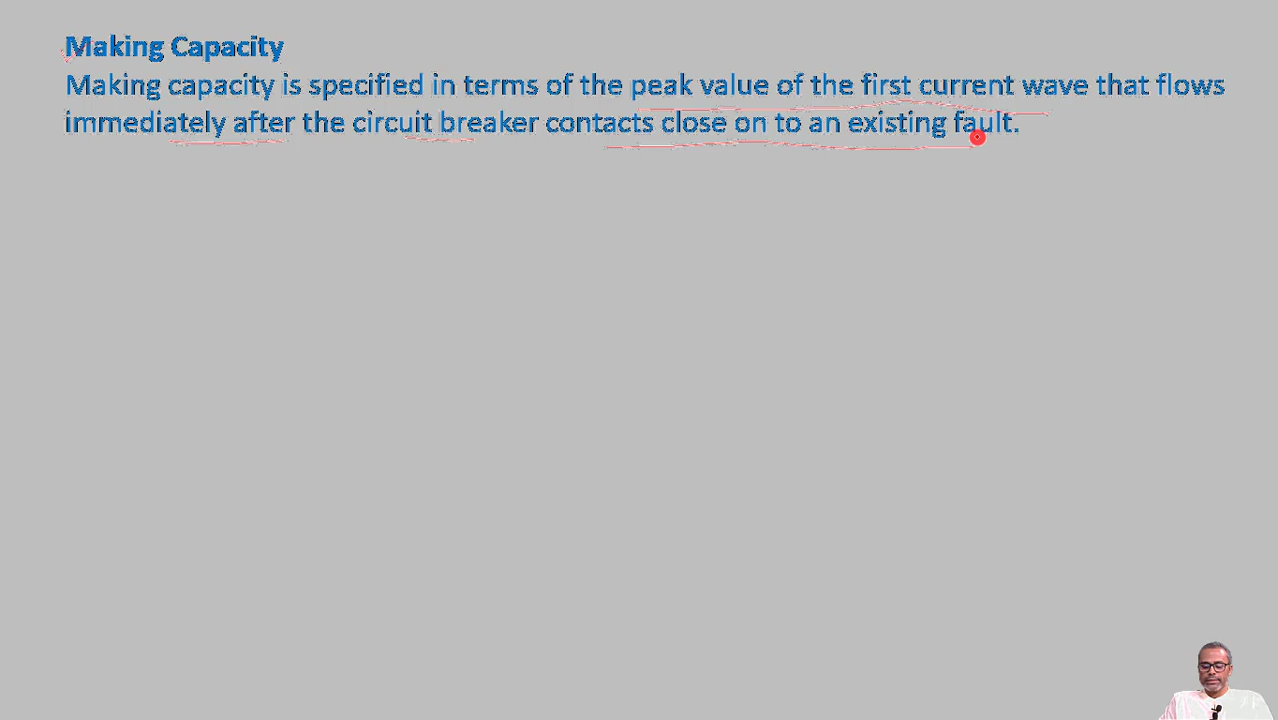 Making Capacity
Making capacity is specified in terms of the peak value of the first current wave that flows
immediately after the circuit breaker contacts close on to an existing fault.